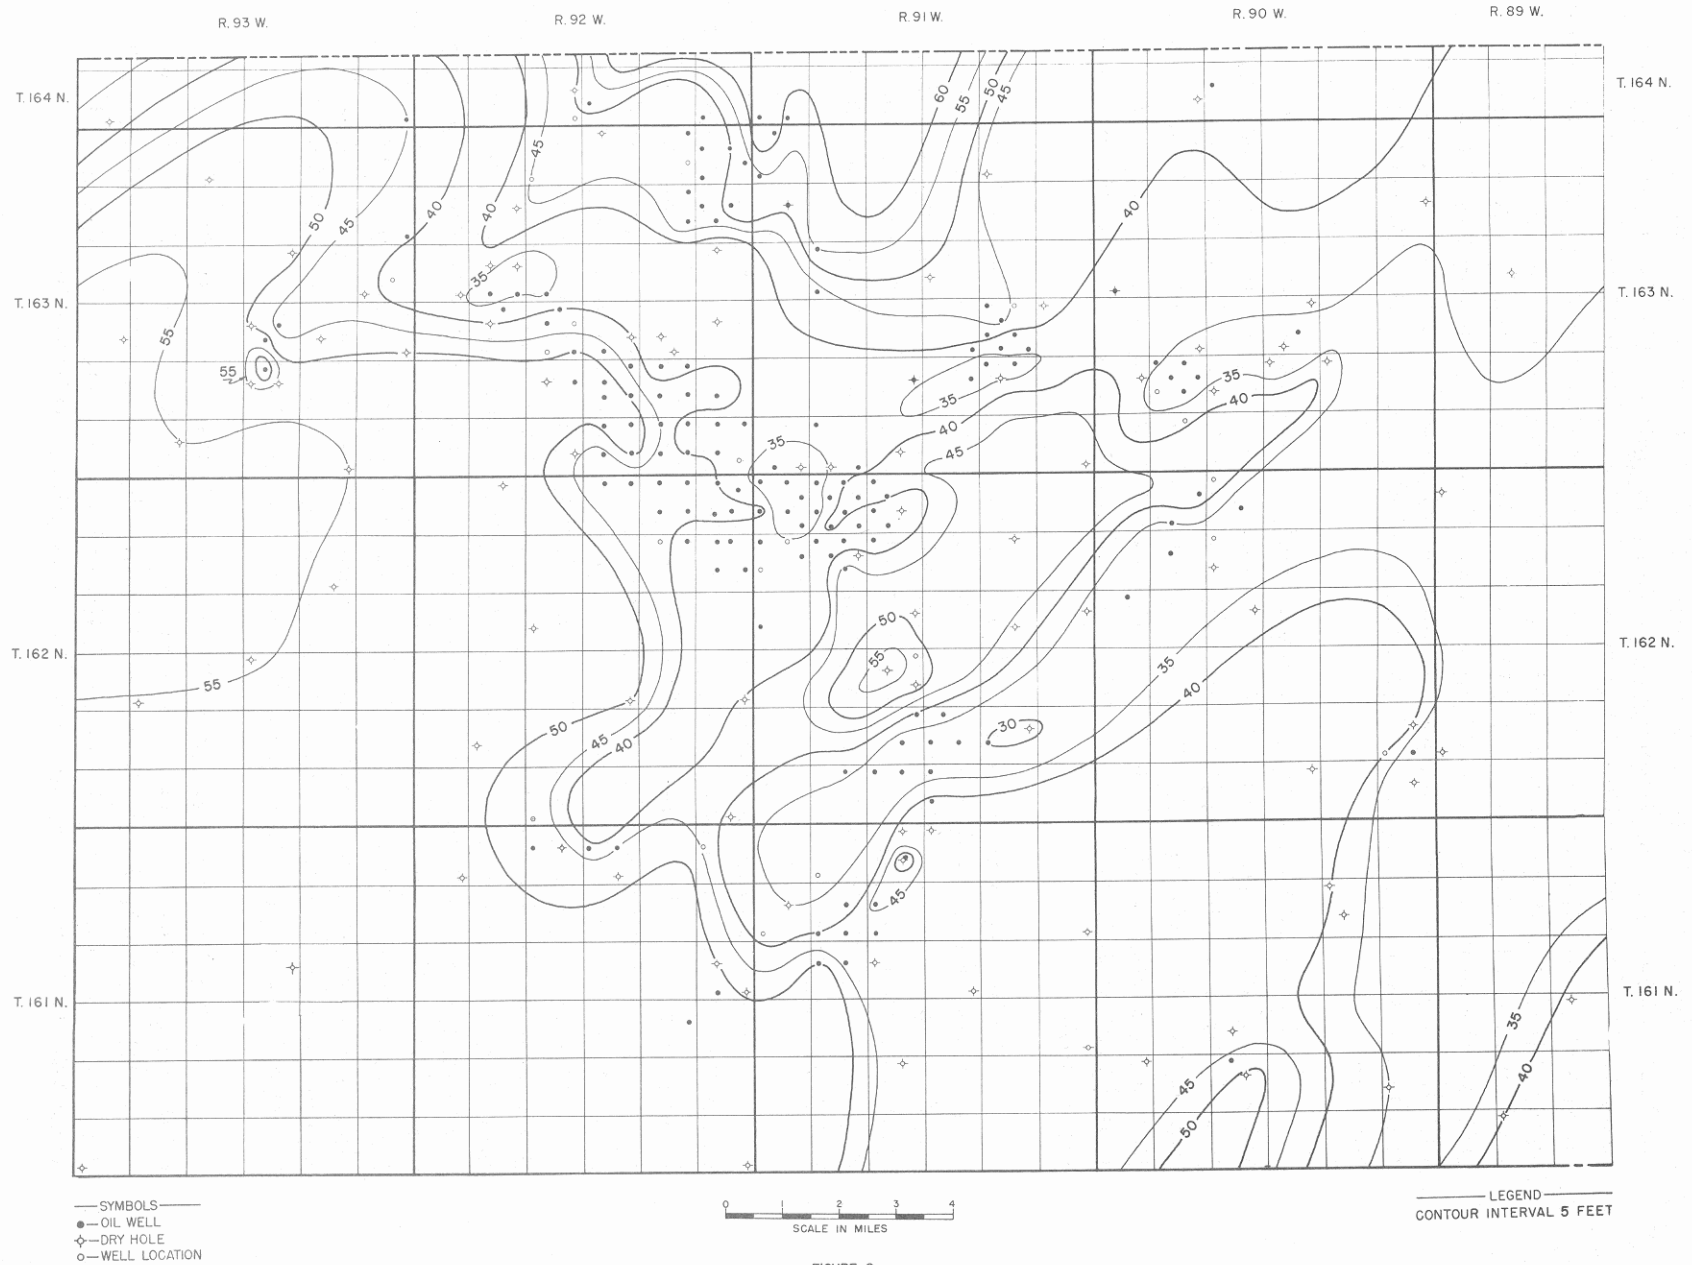 R. 93 W. R. 92 W. R. 91 W. R. 90 W. R. 89 W.
T. 164 N. T. 164 N.
60 55 50 45
45
50 45 40 40 40
35
T. 163 N. T. 163 N.
55
55
35 35
40 40
35 45
50
T. 162 N. T. 162 N.
55 35
55 40
50 30
45 40
45
T. 161 N. T. 161 N.
35
40
45
50
SYMBOLS
OIL WELL
DRY HOLE
WELL LOCATION
0 1 2 3 4
SCALE IN MILES
LEGEND
CONTOUR INTERVAL 5 FEET